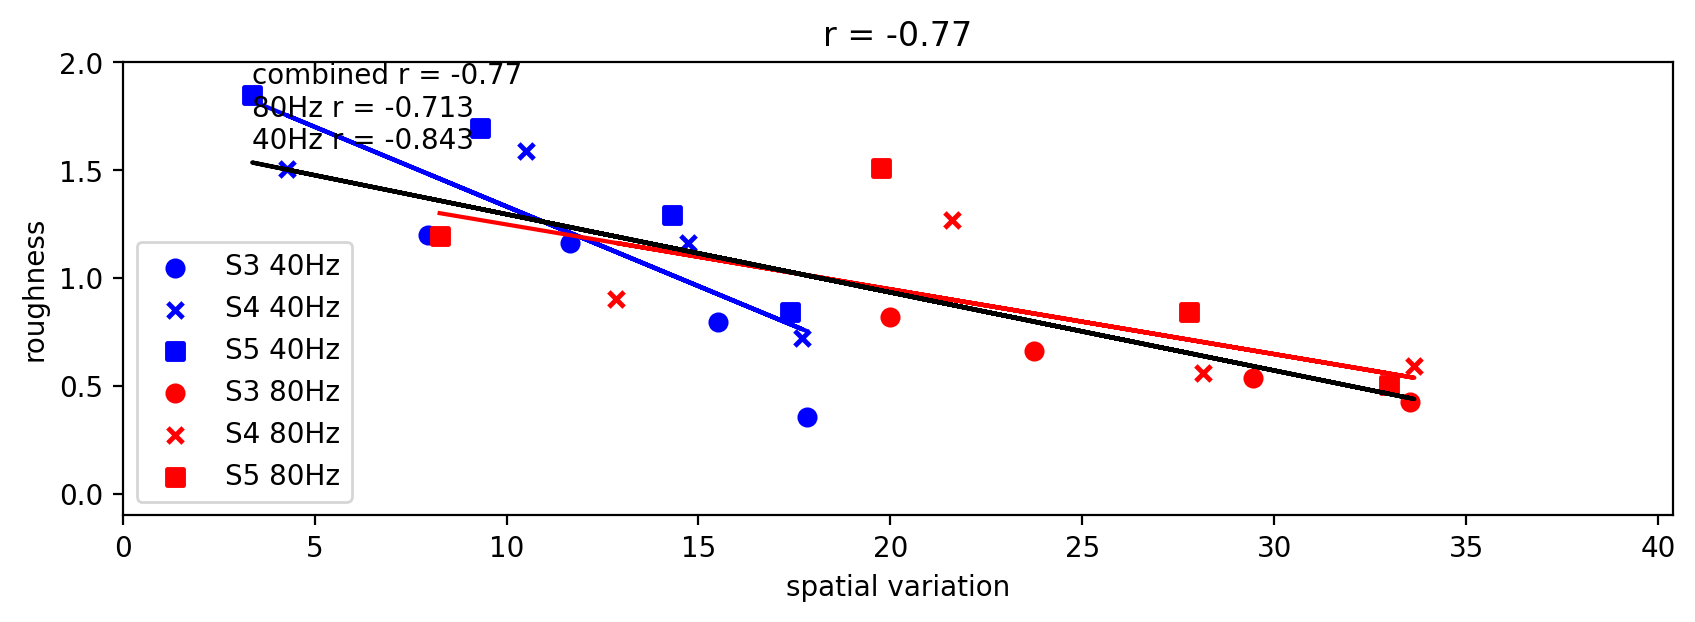 r = -0.77
combined r = -0.77
80Hz r = -0.713
40Hz r = -0.843
2.0
1.5
1.0
0.5
0.0
roughness
S3 40Hz
S4 40Hz
S5 40Hz
S3 80Hz
S4 80Hz
S5 80Hz
0 5 10 15 20 25 30 35 40
spatial variation